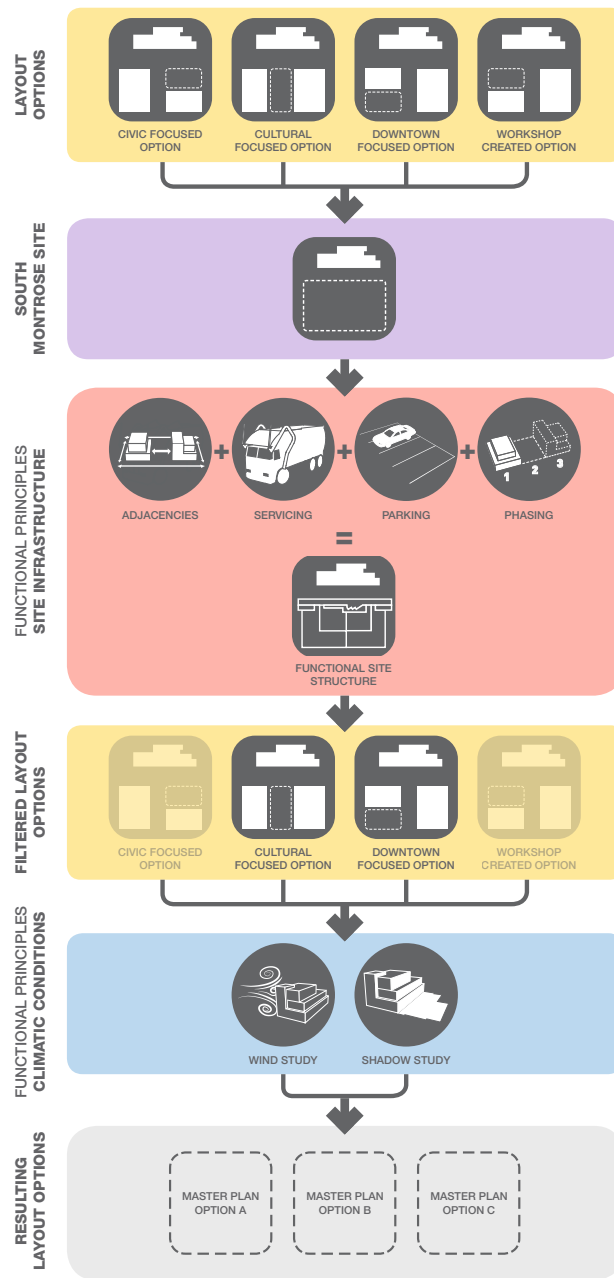 LAYOUT
OPTIONS
CIVIC FOCUSED
OPTION
CULTURAL
FOCUSED OPTION
DOWNTOWN
FOCUSED OPTION
WORKSHOP
CREATED OPTION
SOUTH
MONTROSE SITE
FUNCTIONAL PRINCIPLES
SITE INFRASTRUCTURE
ADJACENCIES
+
SERVICING
+
PARKING
+
1
2
3
PHASING
=
FUNCTIONAL SITE
STRUCTURE
FILTERED LAYOUT
OPTIONS
CIVIC FOCUSED
OPTION
CULTURAL
FOCUSED OPTION
DOWNTOWN
FOCUSED OPTION
WORKSHOP
CREATED OPTION
FUNCTIONAL PRINCIPLES
CLIMATIC CONDITIONS
WIND STUDY
SHADOW STUDY
RESULTING
LAYOUT OPTIONS
MASTER PLAN
OPTION A
MASTER PLAN
OPTION B
MASTER PLAN
OPTION C